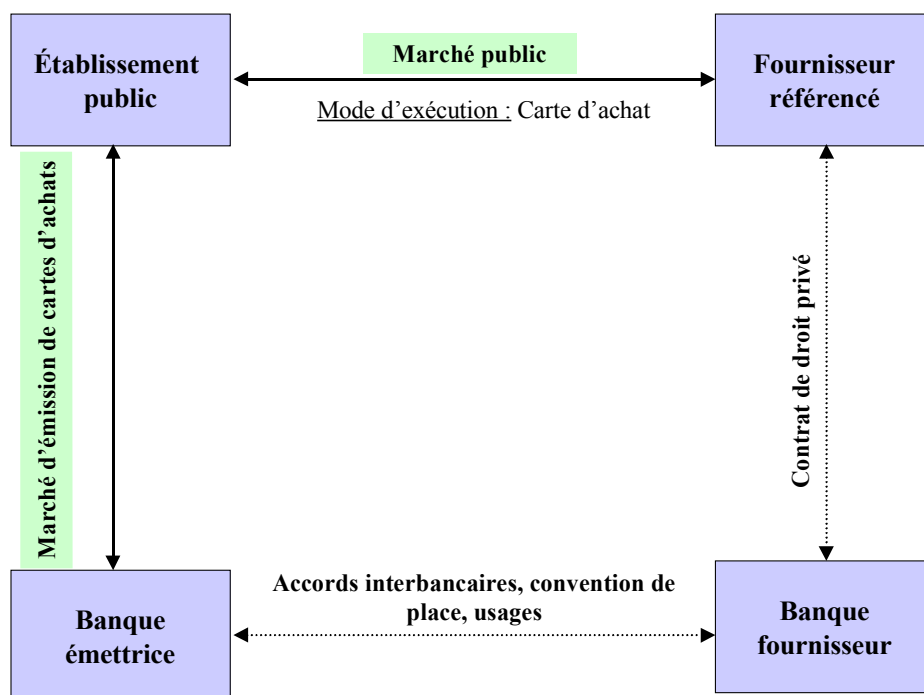 Établissement
public
Marché public
Mode d’exécution : Carte d’achat
Fournisseur
référencé
Marché d’émission de cartes d’achats
Contrat de droit privé
Banque
émettrice
Accords interbancaires, convention de
place, usages
Banque
fournisseur